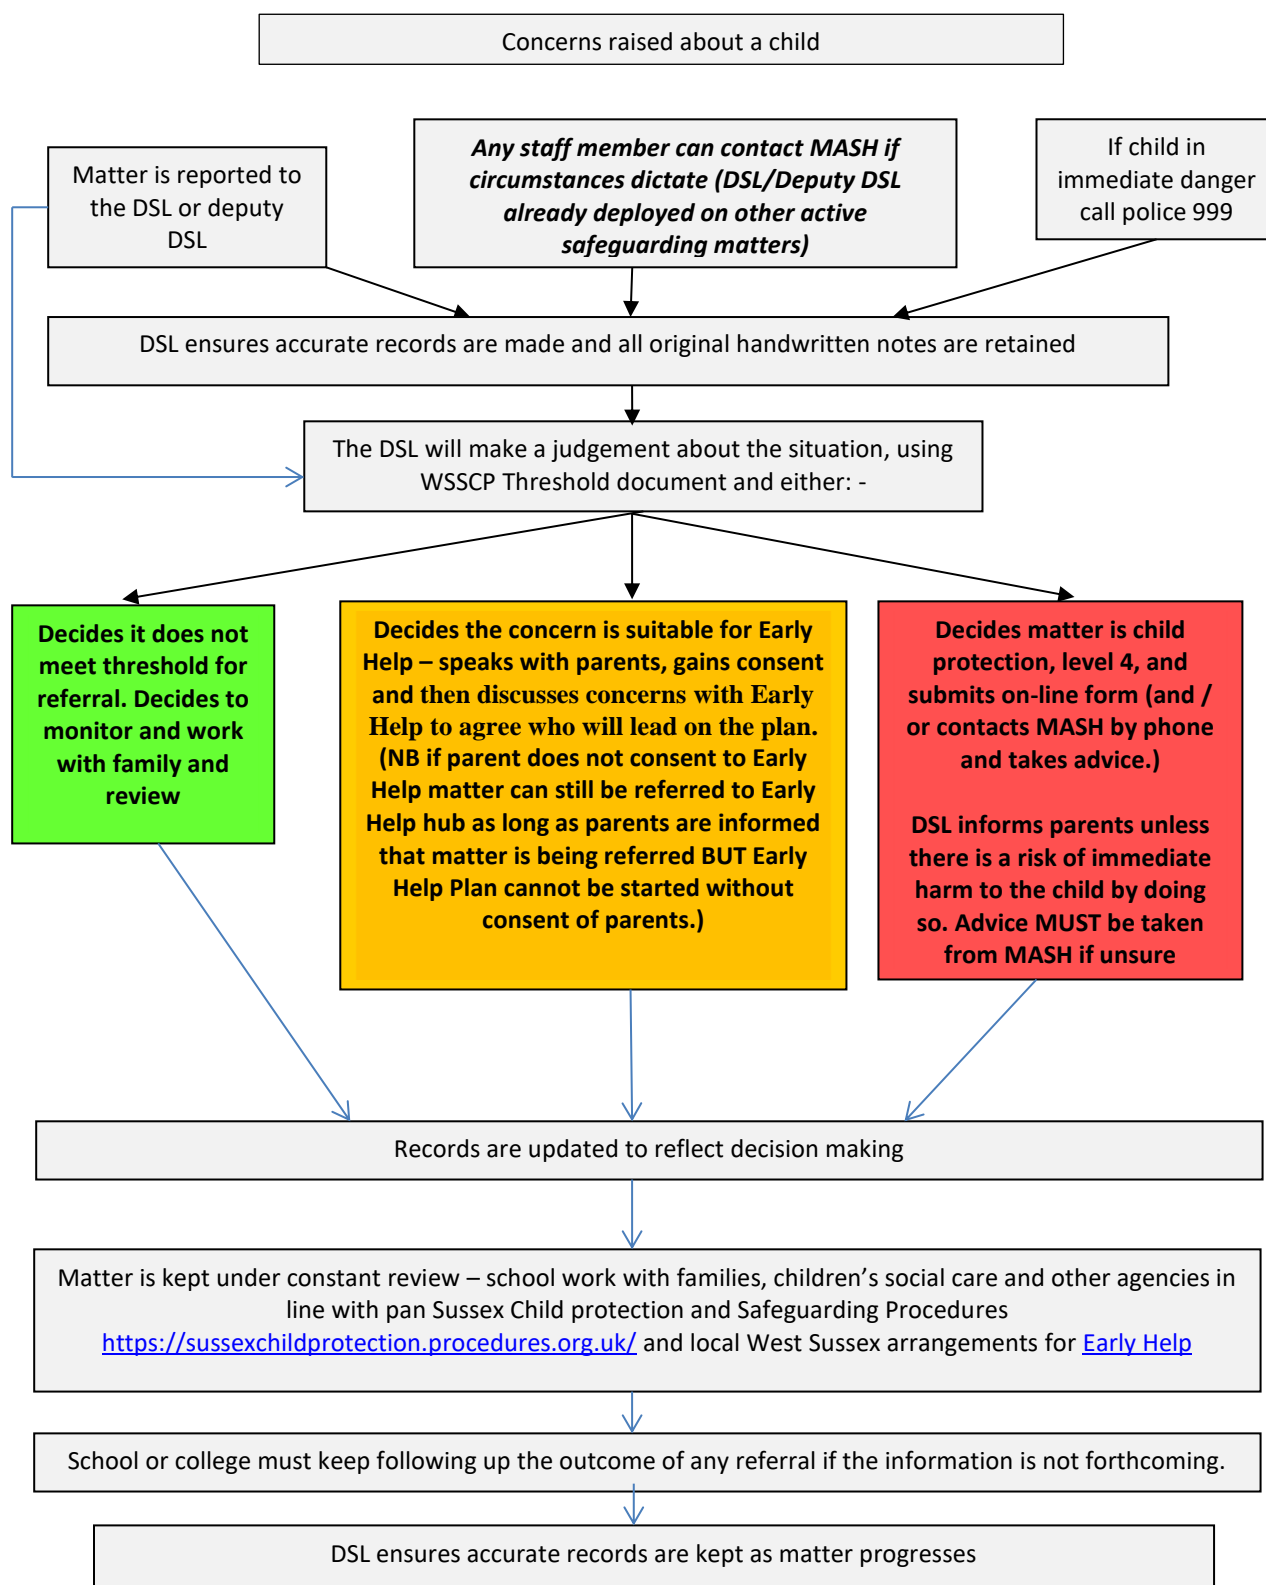 Concerns raised about a child
Matter is reported to
the DSL or deputy
DSL
Any staff member can contact MASH if
circumstances dictate (DSL/Deputy DSL
already deployed on other active
safeguarding matters)
If child in
immediate danger
call police 999
DSL ensures accurate records are made and all original handwritten notes are retained
The DSL will make a judgement about the situation, using
WSSCP Threshold document and either: -
Decides it does not
meet threshold for
referral. Decides to
monitor and work
with family and
review
Decides the concern is suitable for Early
Help – speaks with parents, gains consent
and then discusses concerns with Early
Help to agree who will lead on the plan.
(NB if parent does not consent to Early
Help matter can still be referred to Early
Help hub as long as parents are informed
that matter is being referred BUT Early
Help Plan cannot be started without
consent of parents.)
Decides matter is child
protection, level 4, and
submits on-line form (and /
or contacts MASH by phone
and takes advice.)
DSL informs parents unless
there is a risk of immediate
harm to the child by doing
so. Advice MUST be taken
from MASH if unsure
Records are updated to reflect decision making
Matter is kept under constant review – school work with families, children’s social care and other agencies in
line with pan Sussex Child protection and Safeguarding Procedures
https://sussexchildprotection.procedures.org.uk/ and local West Sussex arrangements for Early Help
School or college must keep following up the outcome of any referral if the information is not forthcoming.
DSL ensures accurate records are kept as matter progresses